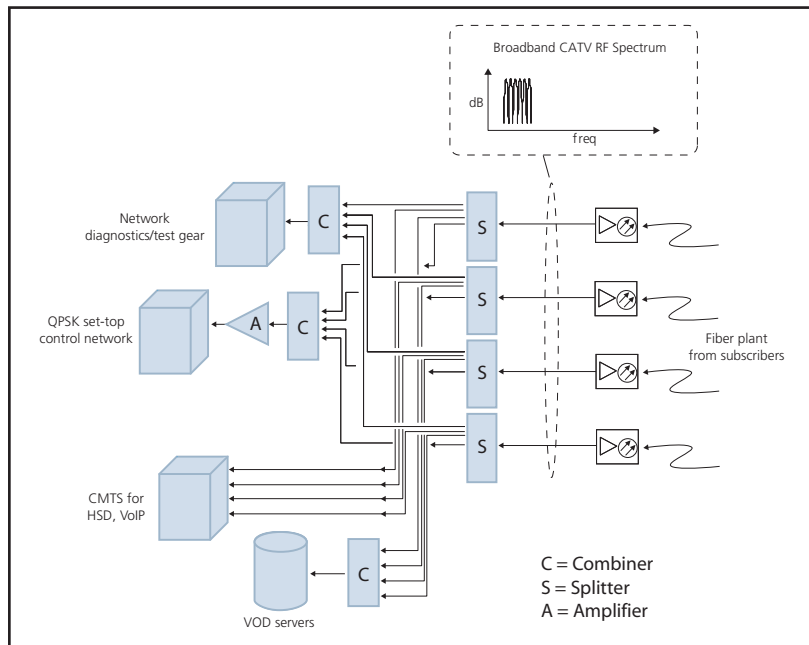 Broadband CATV RF Spectrum
dB
freq
Network
diagnostics/test gear
C
S
S
QPSK set-top
control network
A
C
Fiber plant
from subscribers
S
S
CMTS for
HSD, VoIP
C
VOD servers
C = Combiner
S = Splitter
A = Amplifier